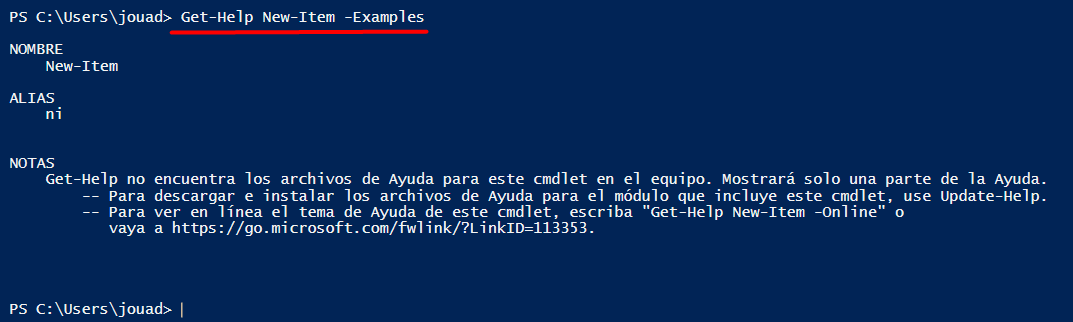 PS C:\Users\jouad> Get-Help New-Item -Examples
NOMBRE
New-Item
ALIAS
ni
NOTAS
Get-Help no encuentra los archivos de Ayuda para este cmdlet en el equipo. Mostrará solo una parte de la Ayuda.
-- Para descargar e instalar los archivos de Ayuda para el módulo que incluye este cmdlet, use Update-Help.
-- Para ver en línea el tema de Ayuda de este cmdlet, escriba "Get-Help New-Item -Online" o
vaya a https://go.microsoft.com/fwlink/?LinkID=113353.
PS C:\Users\jouad>